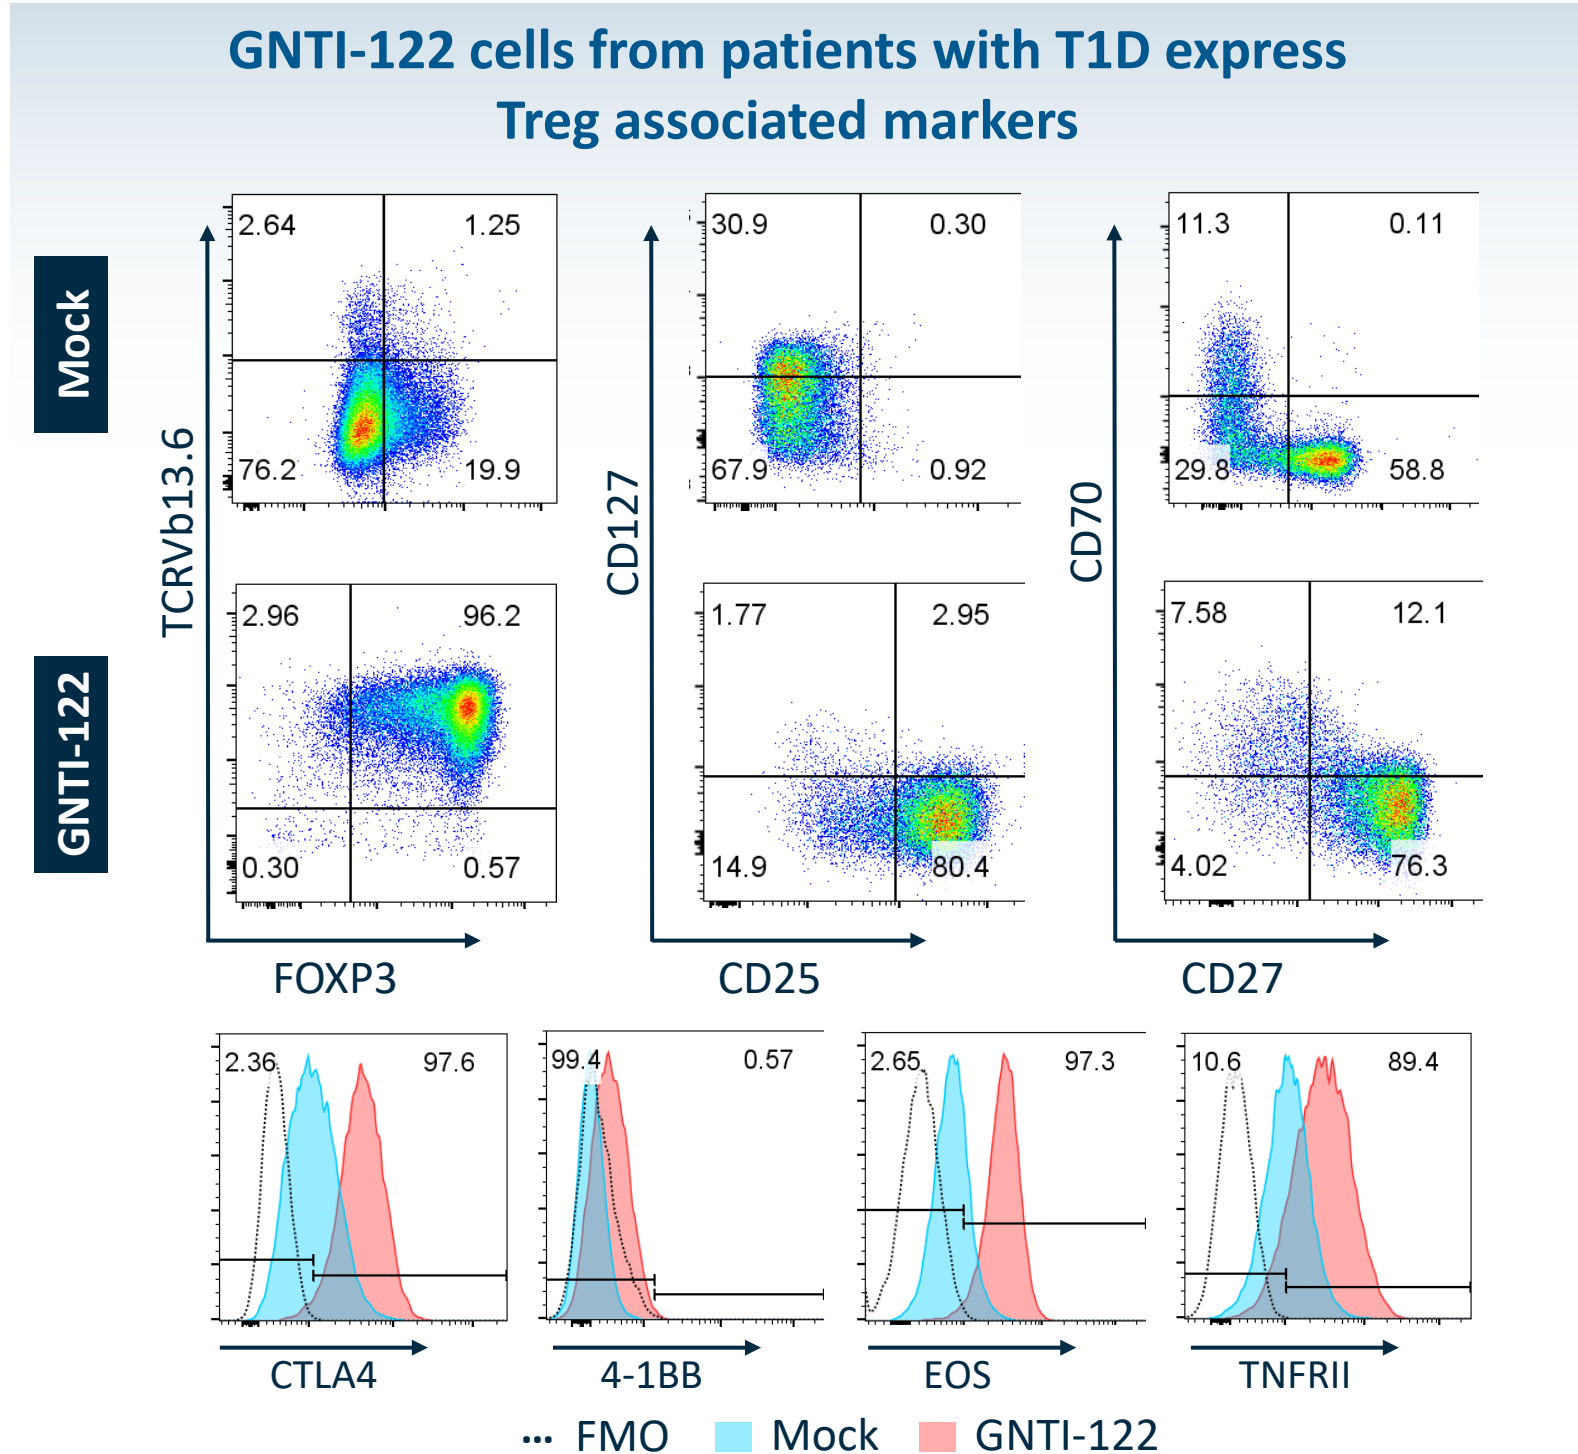 GNTI-122 cells from patients with T1D express
Treg associated markers
Mock
TCRVb13.6
2.64 1.25
76.2 19.9
CD127
30.9 0.30
67.9 0.92
CD70
11.3 0.11
29.8 58.8
GNTI-122
2.96 96.2
0.30 0.57
1.77 2.95
14.9 80.4
7.58 12.1
4.02 76.3
FOXP3 CD25 CD27
2.36 97.6
99.4 0.57
2.65 97.3
10.6 89.4
CTLA4 4-1BB EOS TNFRII
FMO Mock GNTI-122